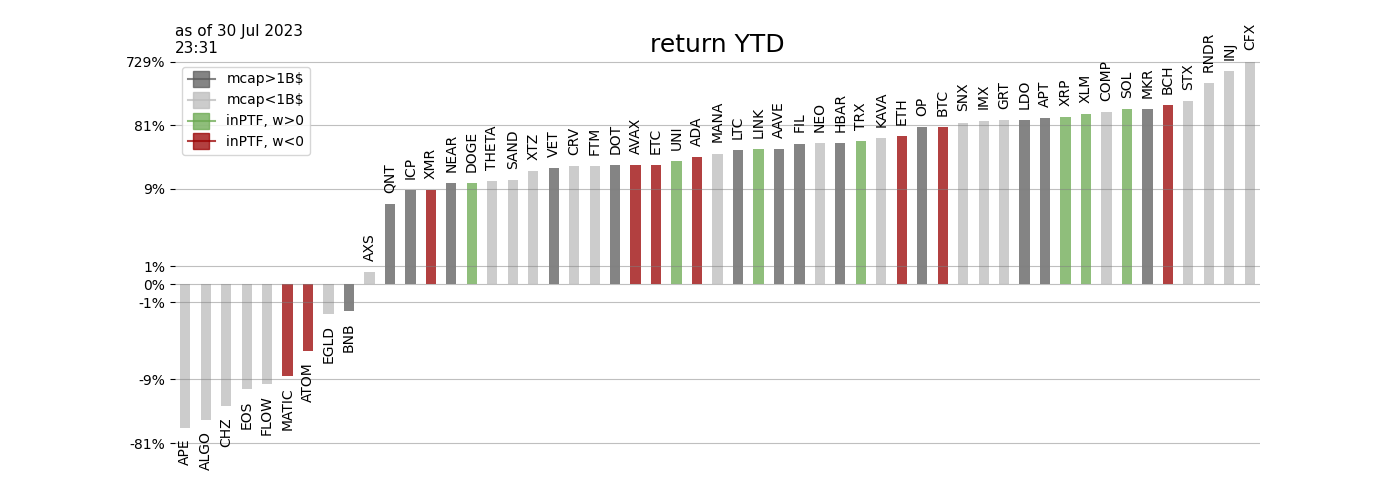 as of 30 Jul 2023
23:31
return YTD
mcap>1B$
mcap<1B$
inPTF, w>0
inPTF, w<0
729%
81%
9%
1%
0%
-1%
-9%
-81%
APE
ALGO
CHZ
EOS
FLOW
MATIC
ATOM
EGLD
BNB
AXS
QNT
ICP
XMR
NEAR
DOGE
THETA
SAND
XTZ
VET
CRV
FTM
DOT
AVAX
ETC
UNI
ADA
MANA
LTC
LINK
AAVE
FIL
NEO
HBAR
TRX
KAVA
ETH
OP
BTC
SNX
IMX
GRT
LDO
APT
XRP
XLM
COMP
SOL
MKR
BCH
STX
RNDR
INJ
CFX